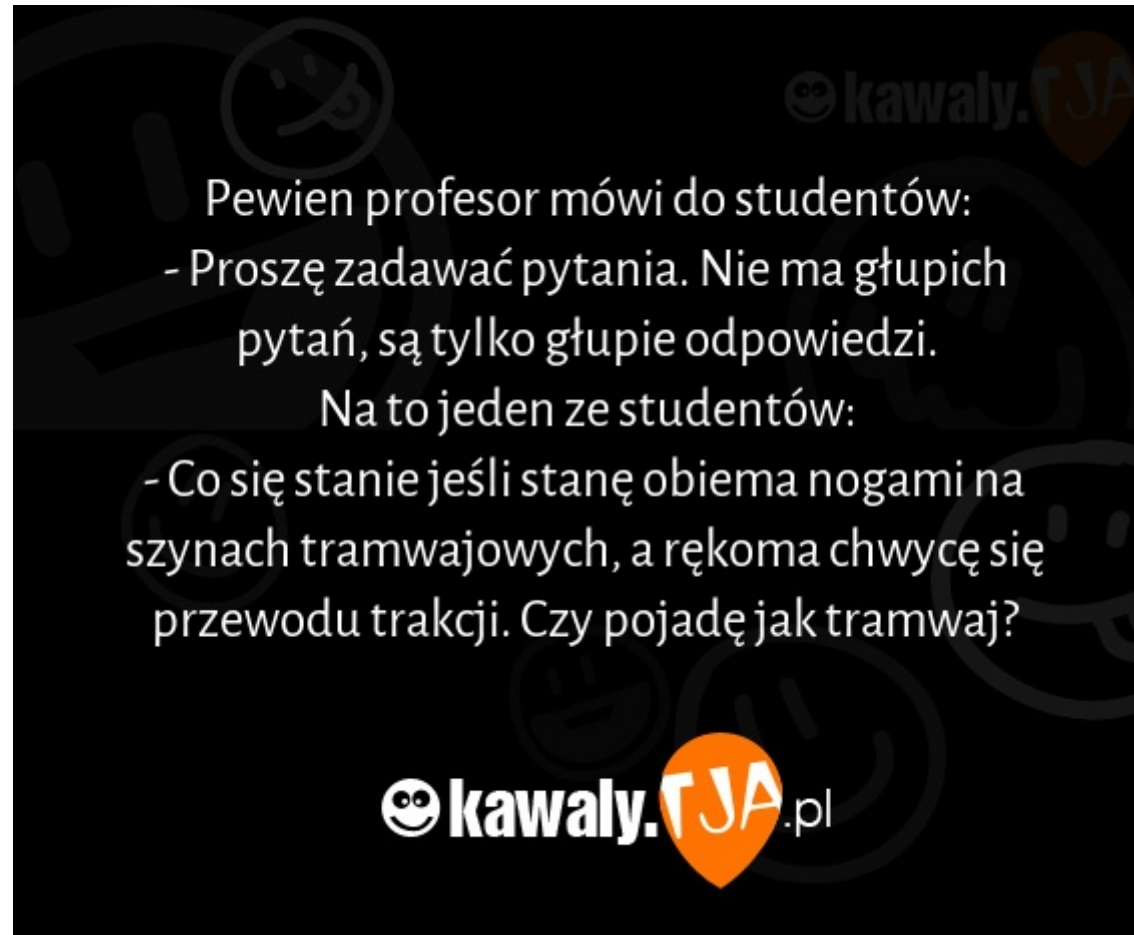 kawaly.TJA
Pewien profesor mówi do studentów:
- Proszę zadawać pytania. Nie ma głupich
pytań, są tylko głupie odpowiedzi.
Na to jeden ze studentów:
- Co się stanie jeśli stanę obiema nogami na
szynach tramwajowych, a rękoma chwycę się
przewodu trakcji. Czy pojadę jak tramwaj?
kawaly.TJA.pl